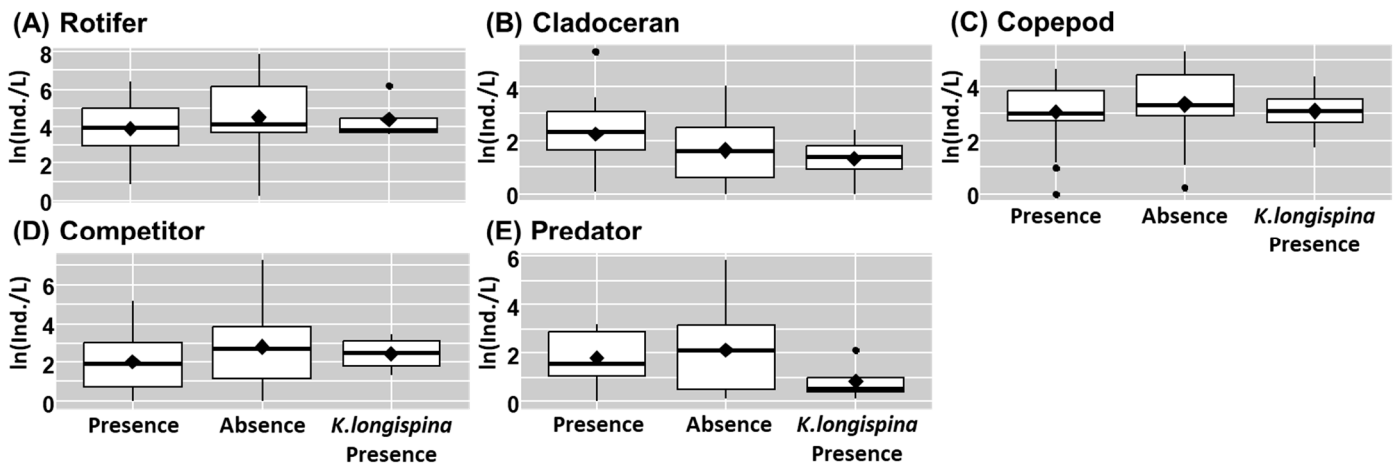 (A) Rotifer
ln(Ind./L)
8
6
4
2
0
(B) Cladoceran
ln(Ind./L)
4
2
0
(C) Copepod
ln(Ind./L)
4
2
0
Presence
Absence
K.longispina
Presence
(D) Competitor
ln(Ind./L)
6
4
2
0
Presence
Absence
K.longispina
Presence
(E) Predator
ln(Ind./L)
6
4
2
0
Presence
Absence
K.longispina
Presence